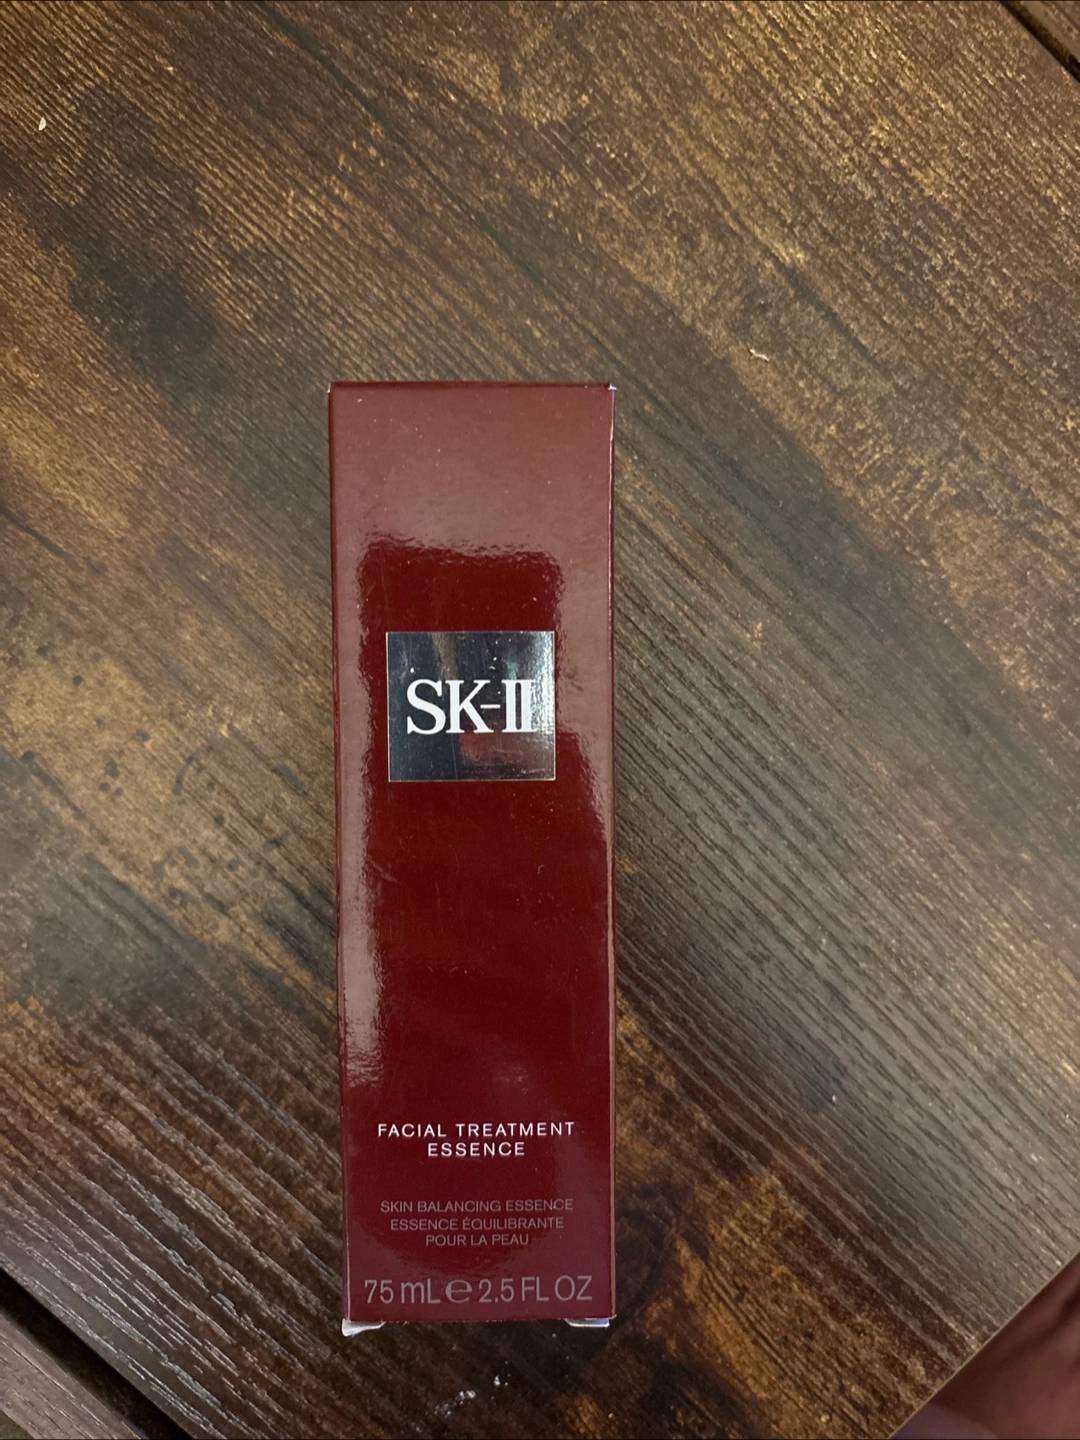 SK-II
FACIAL TREATMENT
ESSENCE
SKIN BALANCING ESSENCE
ESSENCE ÉQUILIBRANTE
POUR LA PEAU
75 mL ℮ 2.5 FL OZ